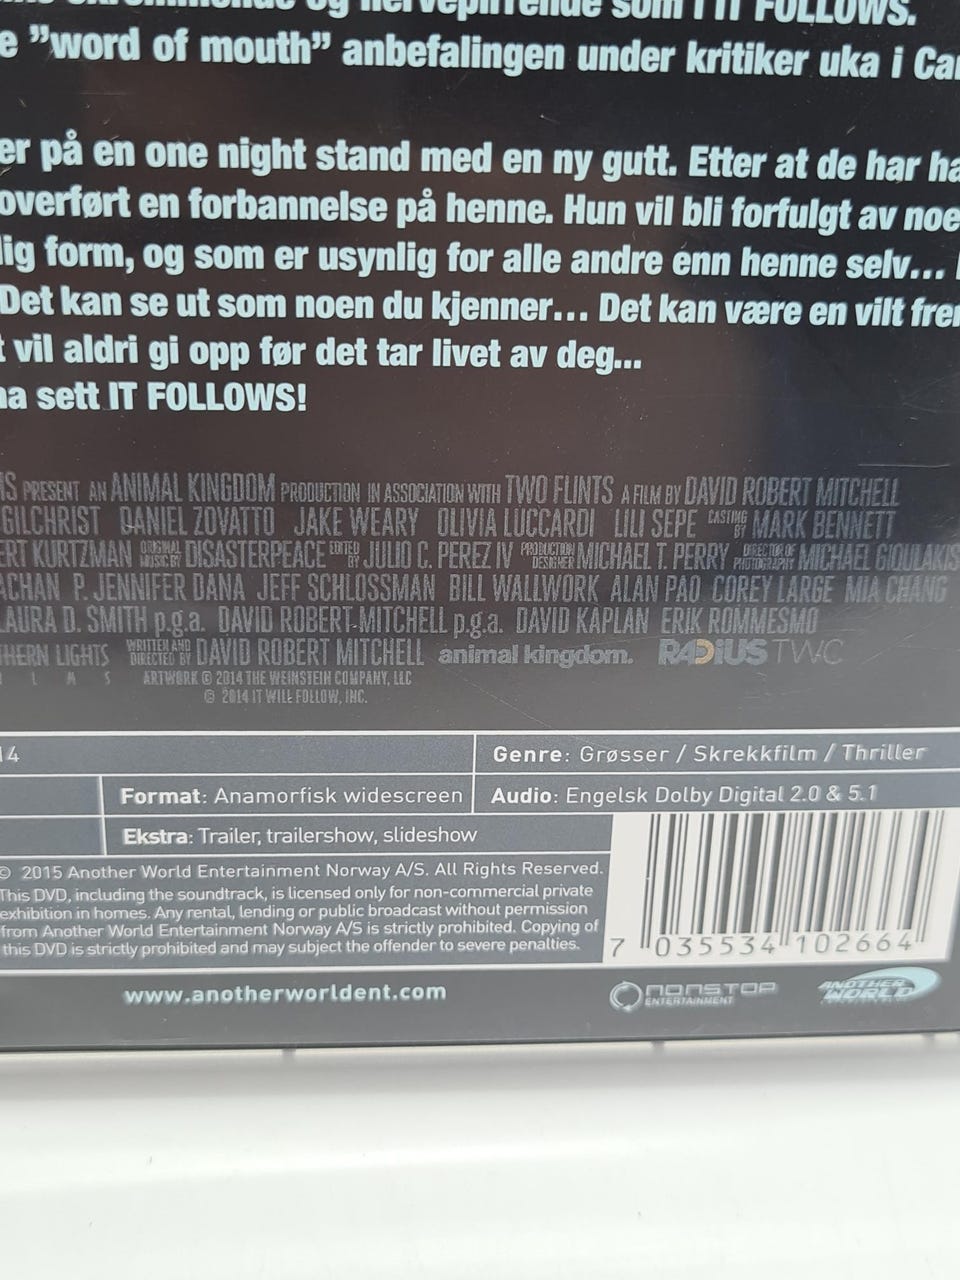 og nervepirrende som IT FOLLOWS.
e ”word of mouth” anbefalingen under kritiker uka i Ca
er på en one night stand med en ny gutt. Etter at de har ha
overført en forbannelse på henne. Hun vil bli forfulgt av noe
lig form, og som er usynlig for alle andre enn henne selv...
Det kan se ut som noen du kjenner... Det kan være en vilt fre
t vil aldri gi opp før det tar livet av deg...
a sett IT FOLLOWS!
PRESENT AN ANIMAL KINGDOM PRODUCTION IN ASSOCIATION WITH TWO FLINTS A FILM BY DAVID ROBERT MITCHELL
GILCHRIST DANIEL ZOVATTO JAKE WEARY OLIVIA LUCCARDI LILI SEPE CASTING BY MARK BENNETT
ERT KURTZMAN ORIGINAL MUSIC BY DISASTERPEACE EDITED BY JULIO C. PEREZ IV PRODUCTION DESIGNER MICHAEL T. PERRY DIRECTOR OF PHOTOGRAPHY MICHAEL GIOULAKIS
ACHAN P. JENNIFER DANA JEFF SCHLOSSMAN BILL WALLWORK ALAN PAO COREY LARGE MIA CHANG
LAURA D. SMITH p.g.a. DAVID ROBERT MITCHELL p.g.a. DAVID KAPLAN ERIK ROMMESMO
HERN LIGHTS WRITTEN AND DIRECTED BY DAVID ROBERT MITCHELL animal kingdom. RADiUS TWC
L M S ARTWORK © 2014 THE WEINSTEIN COMPANY, LLC
© 2014 IT WILL FOLLOW, INC.
14 Genre: Grøsser / Skrekkfilm / Thriller
Format: Anamorfisk widescreen Audio: Engelsk Dolby Digital 2.0 & 5.1
Ekstra: Trailer, trailershow, slideshow
© 2015 Another World Entertainment Norway A/S. All Rights Reserved.
This DVD, including the soundtrack, is licensed only for non-commercial private
exhibition in homes. Any rental, lending or public broadcast without permission
from Another World Entertainment Norway A/S is strictly prohibited. Copying of
this DVD is strictly prohibited and may subject the offender to severe penalties.
7 035534 102664
www.anotherworldent.com NONSTOP ENTERTAINMENT ANOTHER WORLD